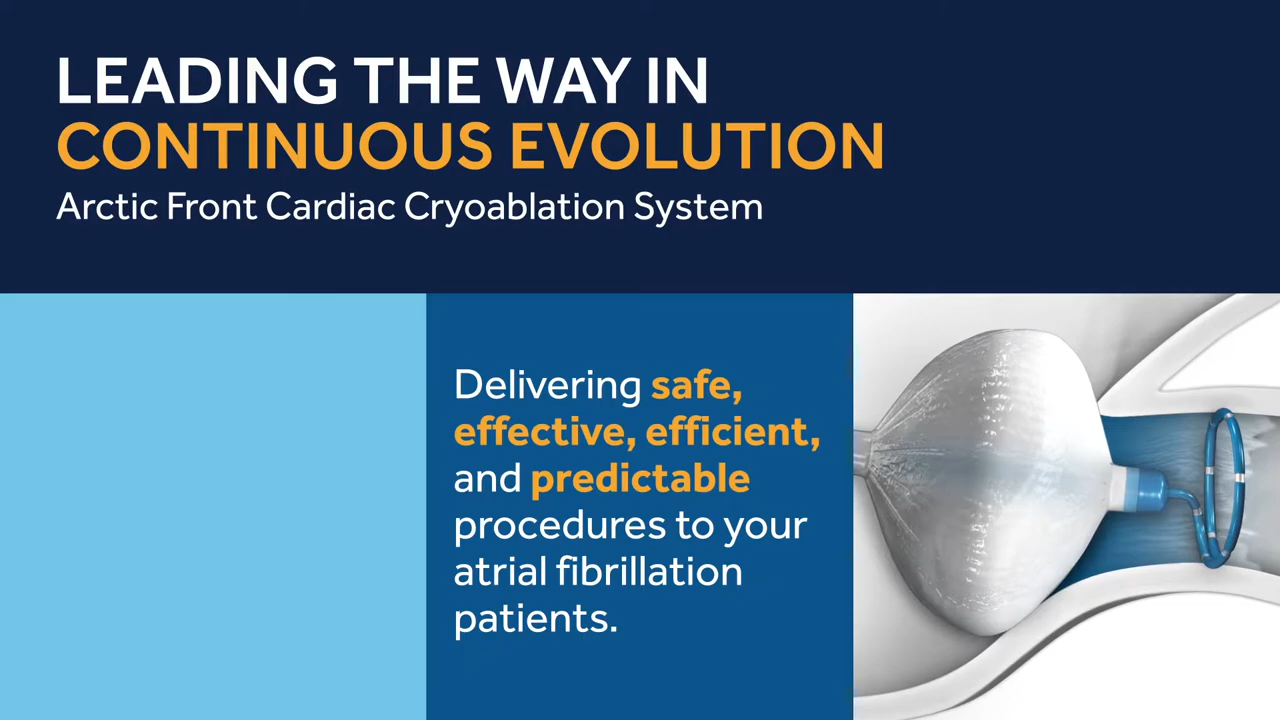 LEADING THE WAY IN
CONTINUOUS EVOLUTION
Arctic Front Cardiac Cryoablation System
Delivering safe,
effective, efficient,
and predictable
procedures to your
atrial fibrillation
patients.